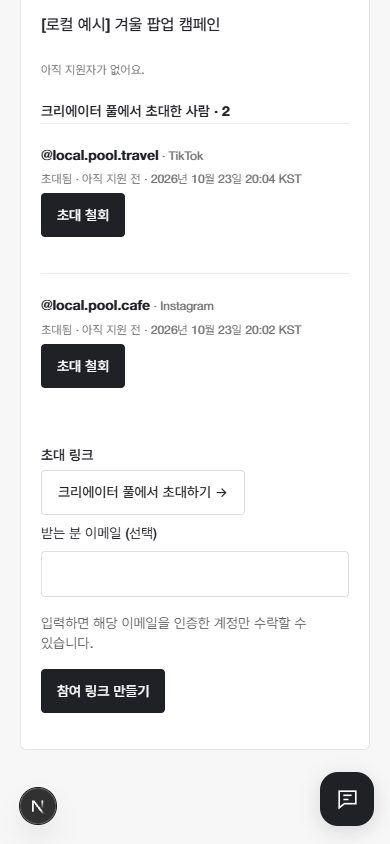 [로컬 예시] 겨울 팝업 캠페인
아직 지원자가 없어요.
크리에이터 풀에서 초대한 사람 · 2
@local.pool.travel · TikTok
초대됨 · 아직 지원 전 · 2026년 10월 23일 20:04 KST
초대 철회
@local.pool.cafe · Instagram
초대됨 · 아직 지원 전 · 2026년 10월 23일 20:02 KST
초대 철회
초대 링크
크리에이터 풀에서 초대하기 →
받는 분 이메일 (선택)
입력하면 해당 이메일을 인증한 계정만 수락할 수
있습니다.
참여 링크 만들기
N